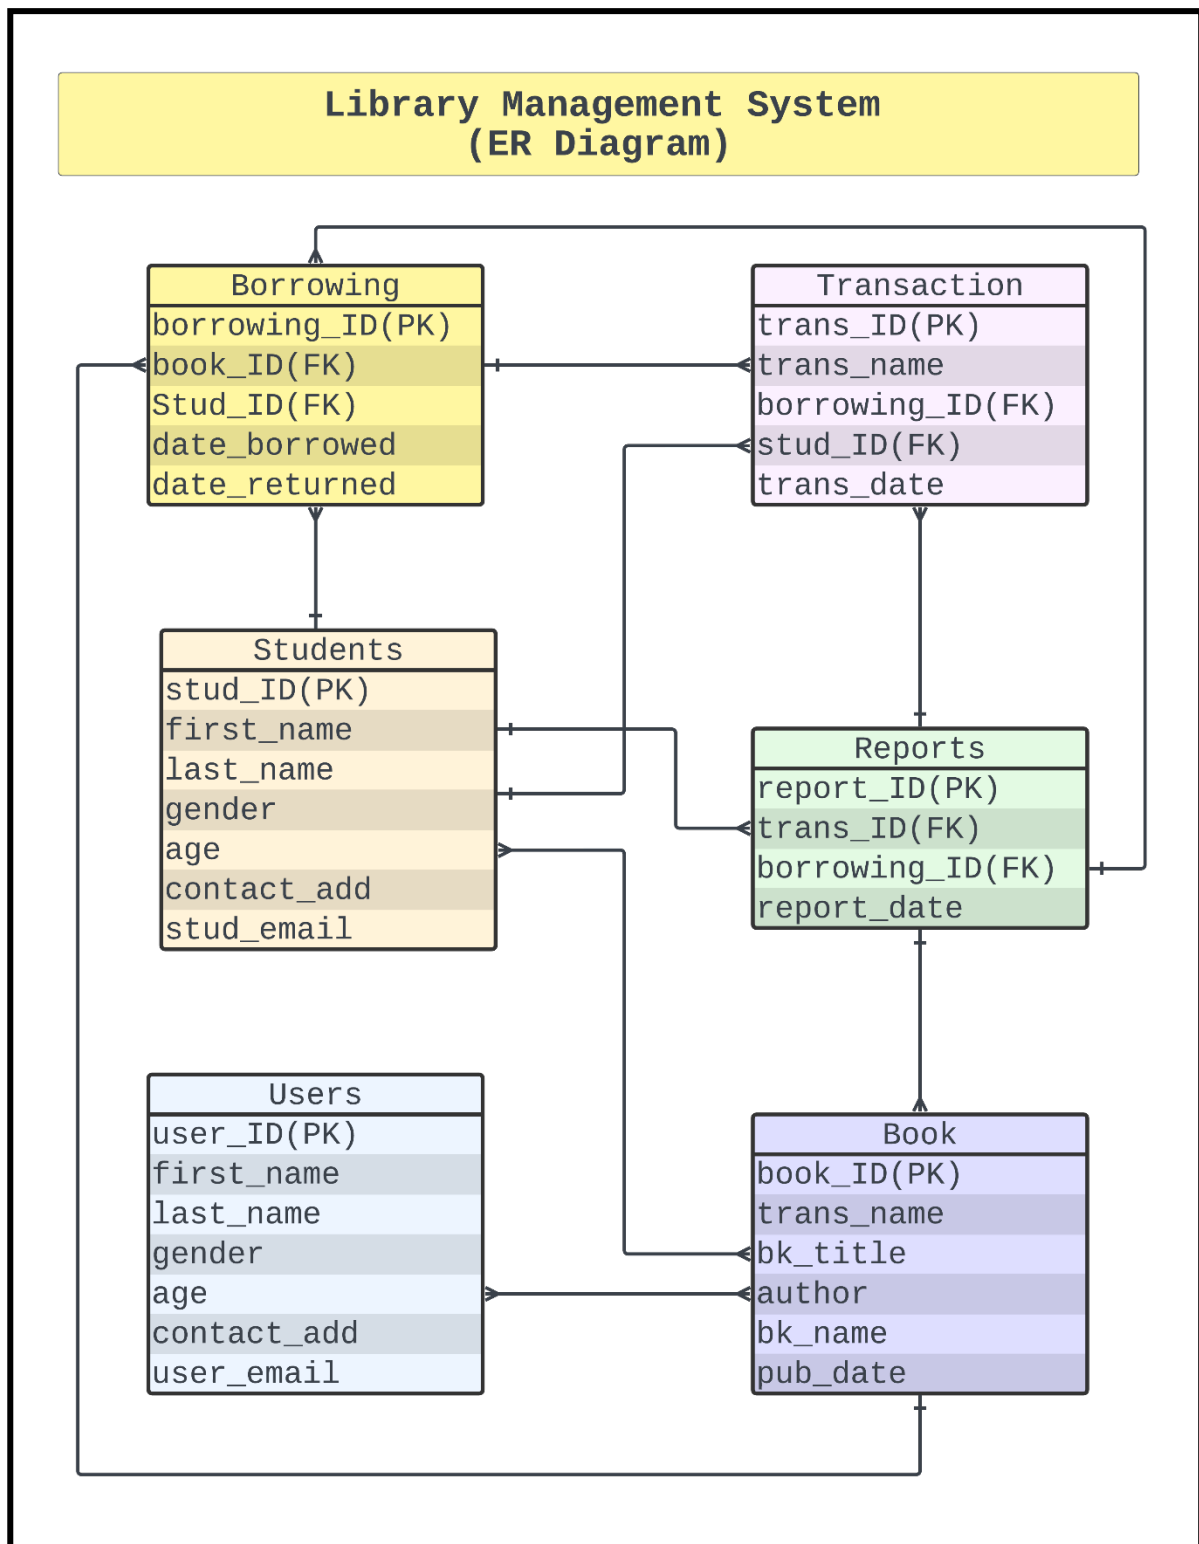 Library Management System
(ER Diagram)
Borrowing
borrowing_ID(PK)
book_ID(FK)
Stud_ID(FK)
date_borrowed
date_returned
Transaction
trans_ID(PK)
trans_name
borrowing_ID(FK)
stud_ID(FK)
trans_date
Students
stud_ID(PK)
first_name
last_name
gender
age
contact_add
stud_email
Reports
report_ID(PK)
trans_ID(FK)
borrowing_ID(FK)
report_date
Users
user_ID(PK)
first_name
last_name
gender
age
contact_add
user_email
Book
book_ID(PK)
trans_name
bk_title
author
bk_name
pub_date